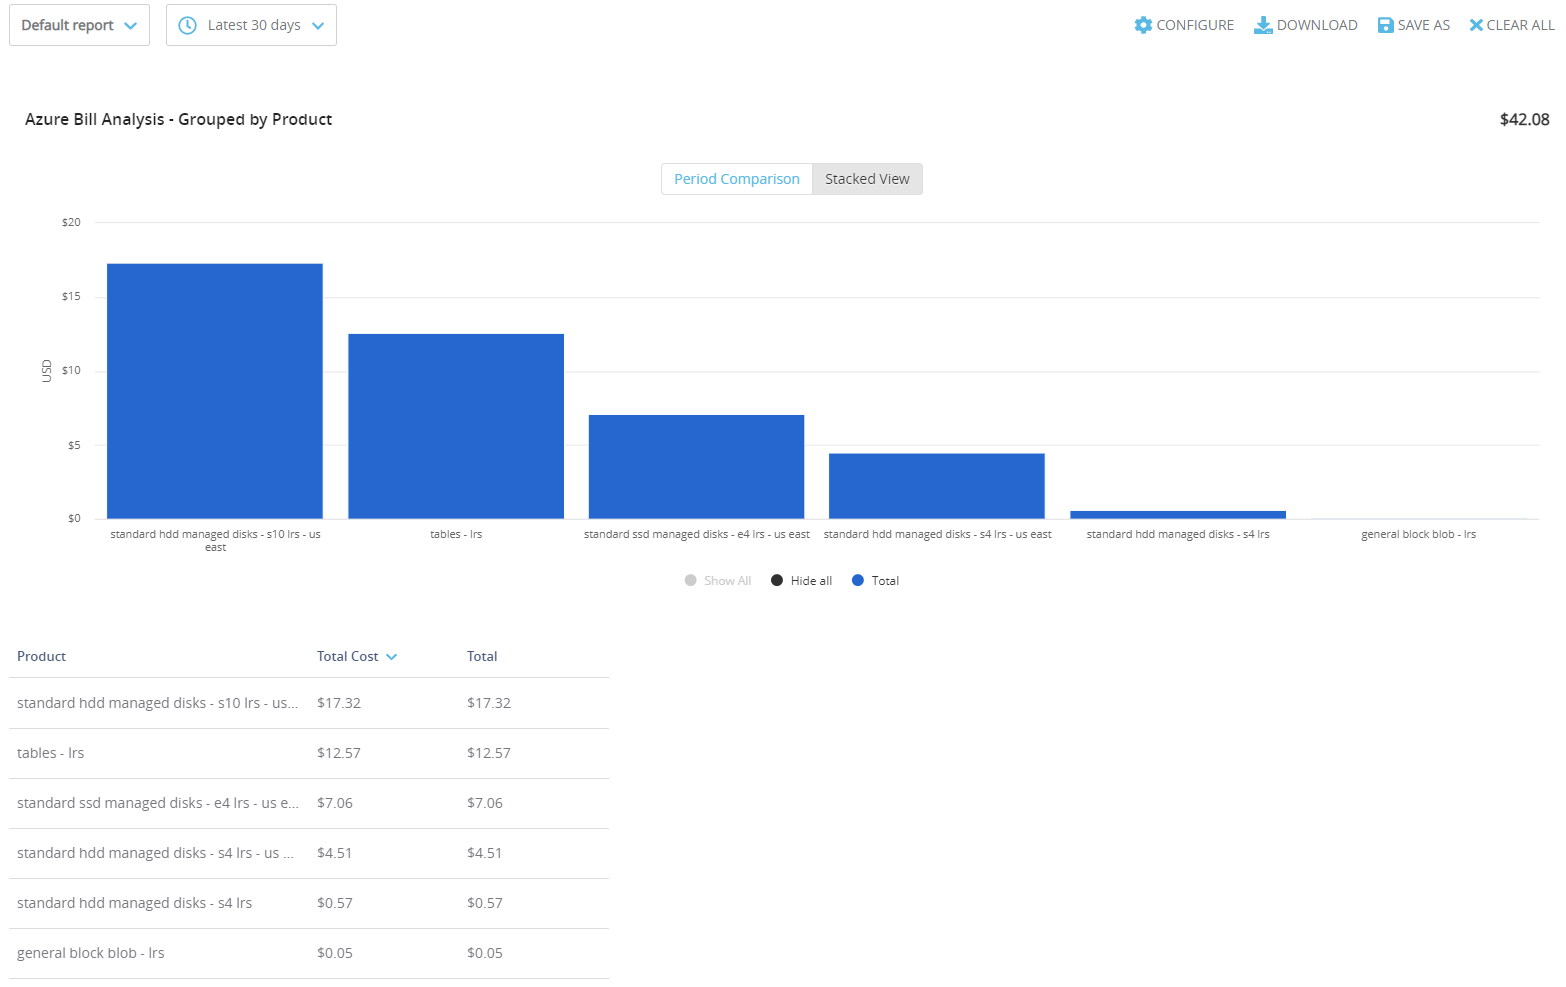 Default report
Latest 30 days
CONFIGURE
DOWNLOAD
SAVE AS
CLEAR ALL
Azure Bill Analysis - Grouped by Product
$42.08
Period Comparison
Stacked View
$20
$15
$10
$5
$0
USD
standard hdd managed disks - s10 lrs - us
east
tables - lrs
standard ssd managed disks - e4 lrs - us east
standard hdd managed disks - s4 lrs - us east
standard hdd managed disks - s4 lrs
general block blob - lrs
Show All
Hide all
Total
Product Total Cost Total
standard hdd managed disks - s10 lrs - us... $17.32 $17.32
tables - lrs $12.57 $12.57
standard ssd managed disks - e4 lrs - us e... $7.06 $7.06
standard hdd managed disks - s4 lrs - us ... $4.51 $4.51
standard hdd managed disks - s4 lrs $0.57 $0.57
general block blob - lrs $0.05 $0.05